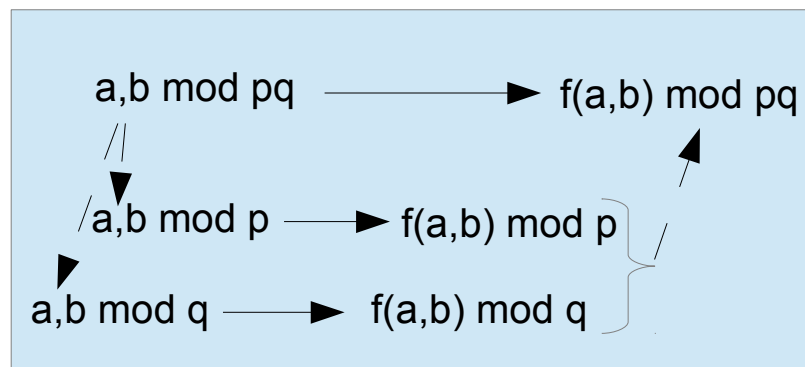 a,b mod pq
f(a,b) mod pq
a,b mod p
f(a,b) mod p
a,b mod q
f(a,b) mod q